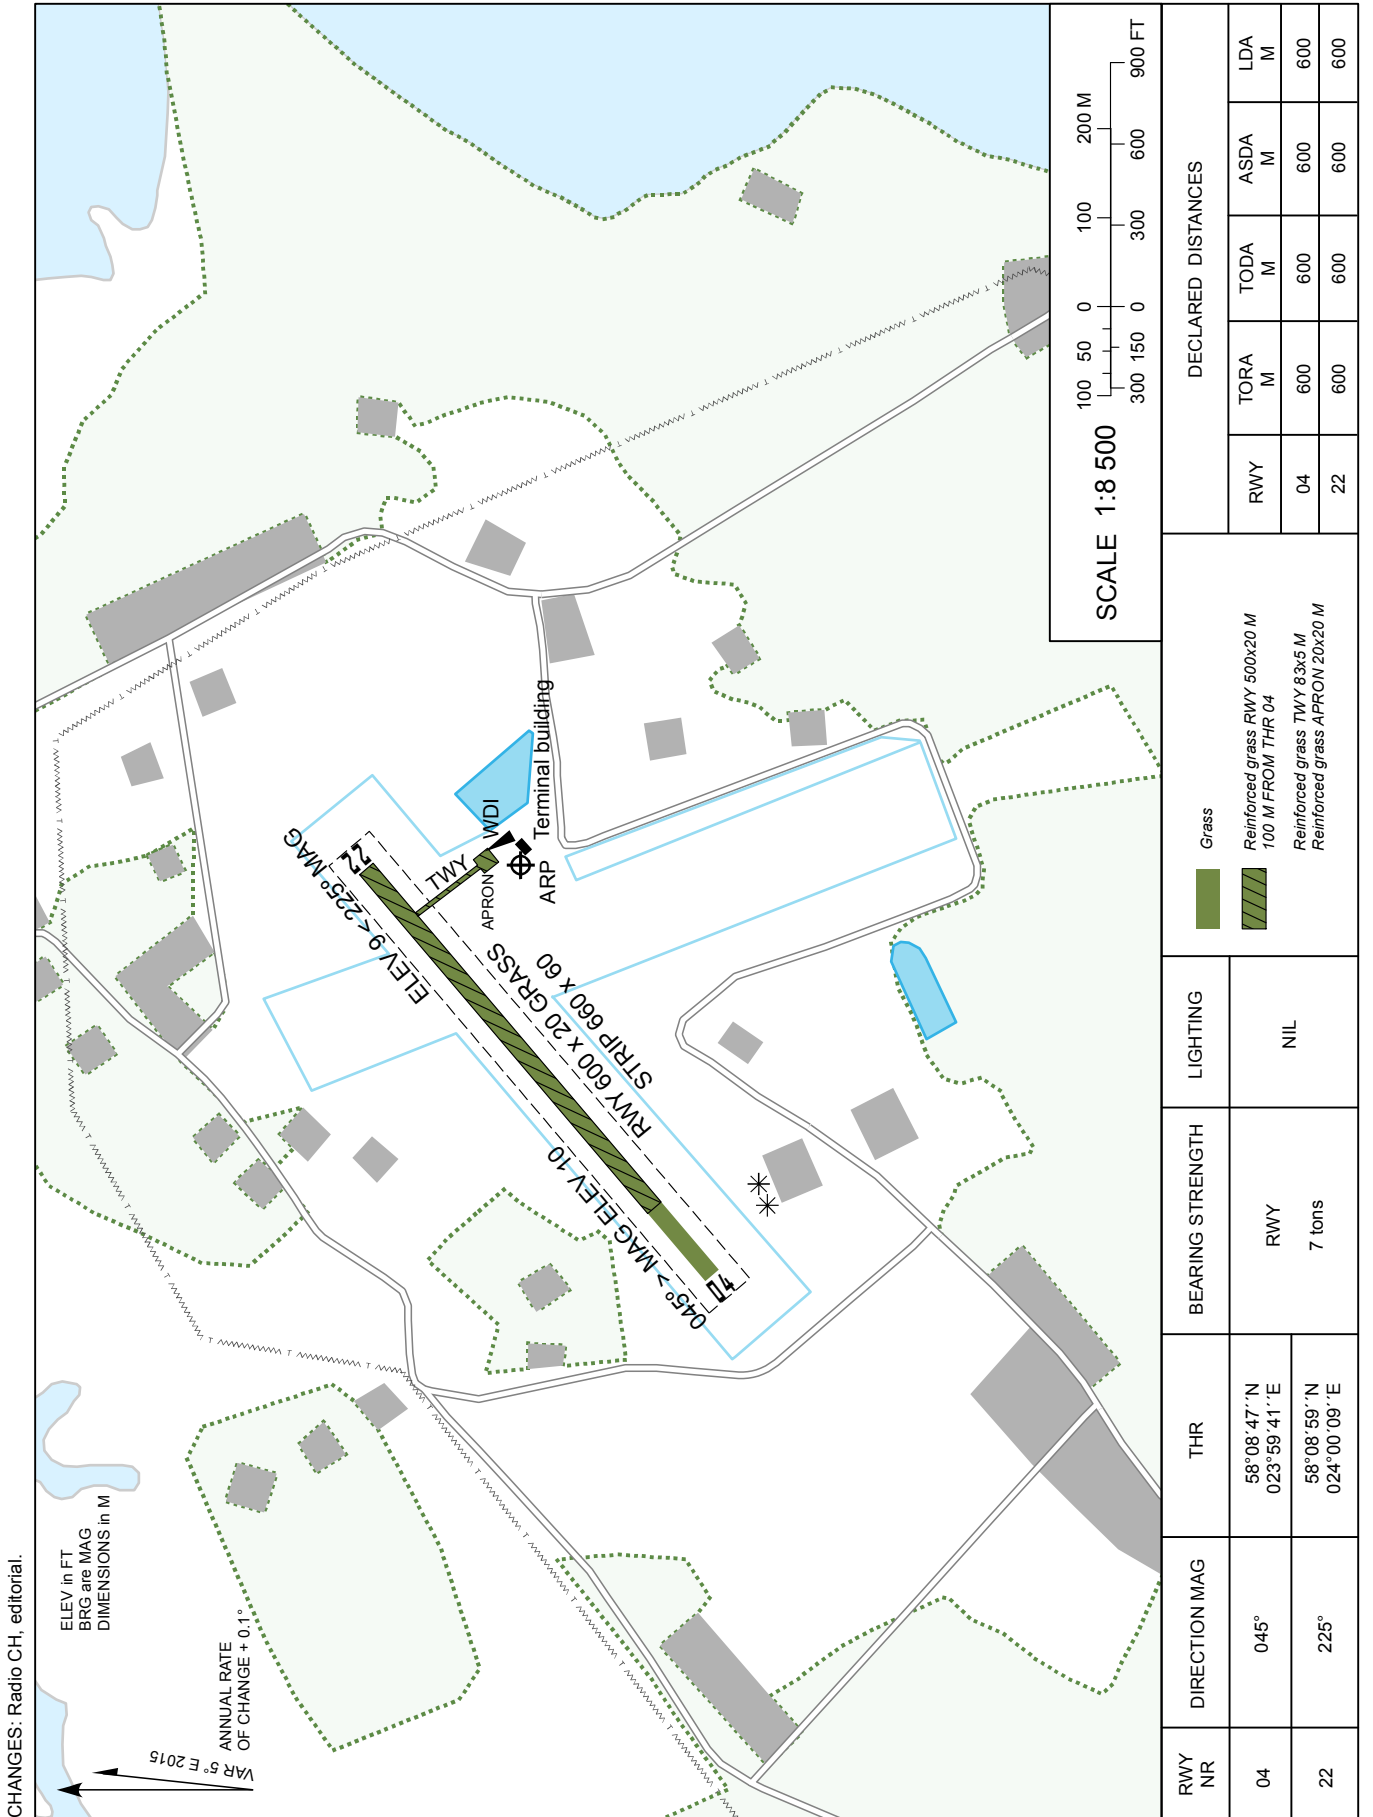 CHANGES: Radio CH, editorial.
ELEV in FT
BRG are MAG
DIMENSIONS in M
VAR 5° E 2015
ANNUAL RATE
OF CHANGE + 0.1°
045° > MAG ELEV 10
ELEV 9 < 225° MAG
04
22
RWY 600 x 20 GRASS
STRIP 660 x 60
TWY
APRON
WDI
ARP
Terminal building
SCALE 1:8 500
100 50 0 100 200 M
300 150 0 300 600 900 FT
RWY
NR
DIRECTION MAG
THR
BEARING STRENGTH
LIGHTING
04
045°
58°08´47´´N
023°59´41´´E
RWY
7 tons
NIL
22
225°
58°08´59´´N
024°00´09´´E
Grass
Reinforced grass RWY 500x20 M
100 M FROM THR 04
Reinforced grass TWY 83x5 M
Reinforced grass APRON 20x20 M
DECLARED DISTANCES
RWY
TORA
M
TODA
M
ASDA
M
LDA
M
04 600 600 600 600
22 600 600 600 600